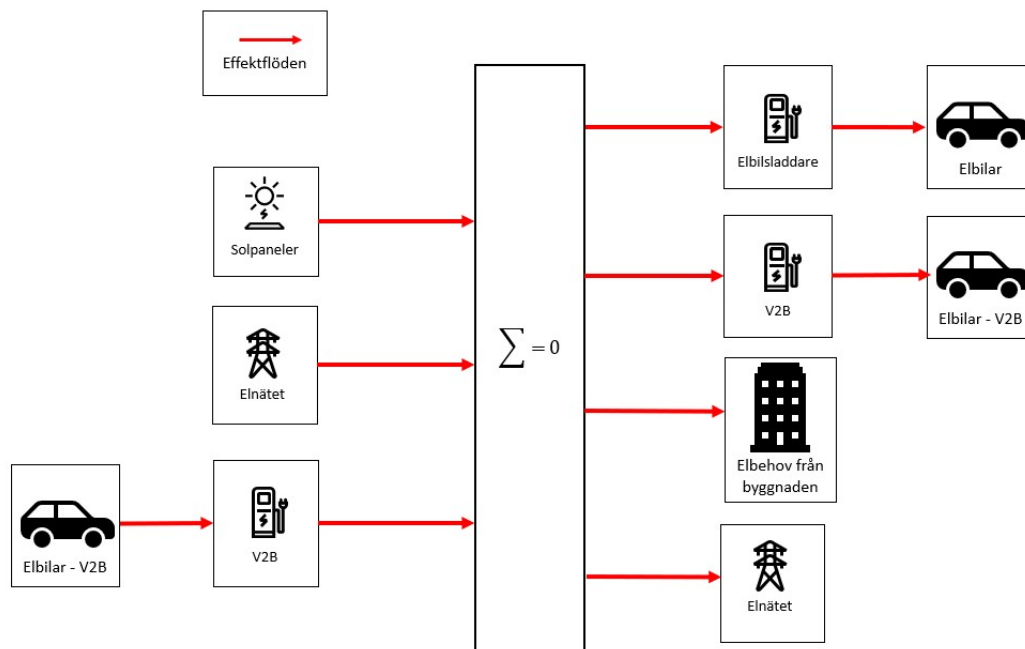 Effektflöden
Solpaneler
Elnätet
Elbilar - V2B
V2B
∑ = 0
Elbilsladdare
Elbilar
V2B
Elbilar - V2B
Elbehov från
byggnaden
Elnätet